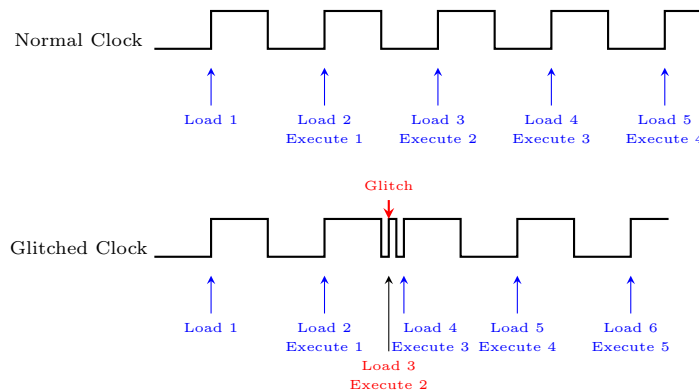 Normal Clock
Load 1
Load 2
Execute 1
Load 3
Execute 2
Load 4
Execute 3
Load 5
Execute 4
Glitch
Glitched Clock
Load 1
Load 2
Execute 1
Load 3
Execute 2
Load 4
Execute 3
Load 5
Execute 4
Load 6
Execute 5